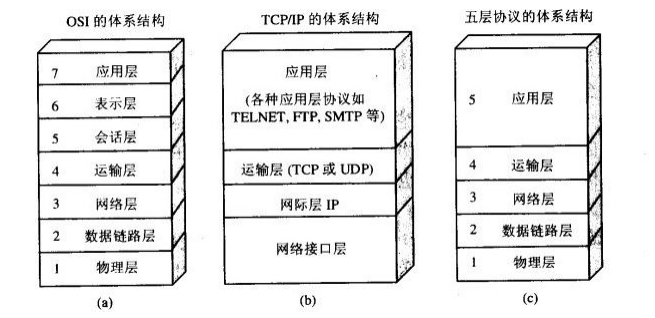 OSI 的体系结构
7 应用层
6 表示层
5 会话层
4 运输层
3 网络层
2 数据链路层
1 物理层
(a)
TCP/IP 的体系结构
应用层
(各种应用层协议如
TELNET, FTP, SMTP 等)
运输层 (TCP 或 UDP)
网际层 IP
网络接口层
(b)
五层协议的体系结构
5 应用层
4 运输层
3 网络层
2 数据链路层
1 物理层
(c)